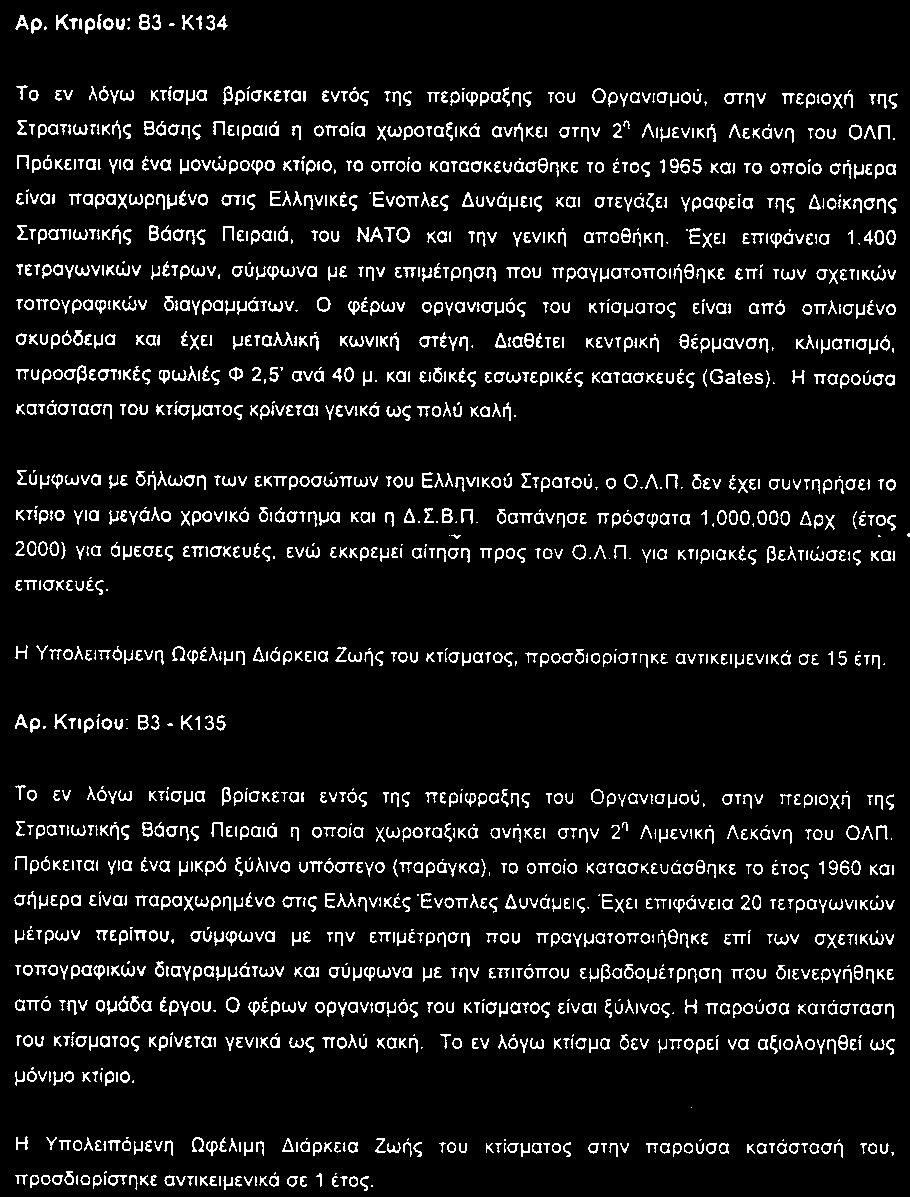 Αρ. Κτιρίου: Β3 - Κ134
Το εν λόγω κτίσμα βρίσκεται εντός της περίφραξης του Οργανισμού, στην περιοχή της
Στρατιωτικής Βάσης Πειραιά η οποία χωροταξικά ανήκει στην 2η Λιμενική Λεκάνη του ΟΛΠ.
Πρόκειται για ένα μονώροφο κτίριο, το οποίο κατασκευάσθηκε το έτος 1965 και το οποίο σήμερα
είναι παραχωρημένο στις Ελληνικές Ένοπλες Δυνάμεις και στεγάζει γραφεία της Διοίκησης
Στρατιωτικής Βάσης Πειραιά, του ΝΑΤΟ και την γενική αποθήκη. Έχει επιφάνεια 1.400
τετραγωνικών μέτρων, σύμφωνα με την επιμέτρηση που πραγματοποιήθηκε επί των σχετικών
τοπογραφικών διαγραμμάτων. Ο φέρων οργανισμός του κτίσματος είναι από οπλισμένο
σκυρόδεμα και έχει μεταλλική κωνική στέγη. Διαθέτει κεντρική θέρμανση, κλιματισμό,
πυροσβεστικές φωλιές Φ 2,5' ανά 40 μ. και ειδικές εσωτερικές κατασκευές (Gates). Η παρούσα
κατάσταση του κτίσματος κρίνεται γενικά ως πολύ καλή.
Σύμφωνα με δήλωση των εκπροσώπων του Ελληνικού Στρατού, ο Ο.Λ.Π. δεν έχει συντηρήσει το
κτίριο για μεγάλο χρονικό διάστημα και η Δ.Σ.Β.Π. δαπάνησε πρόσφατα 1,000,000 Δρχ (έτος
2000) για άμεσες επισκευές, ενώ εκκρεμεί αίτηση προς τον Ο.Λ.Π. για κτιριακές βελτιώσεις και
επισκευές.
Η Υπολειπόμενη Ωφέλιμη Διάρκεια Ζωής του κτίσματος, προσδιορίστηκε αντικειμενικά σε 15 έτη.
Αρ. Κτιρίου: Β3 - Κ135
Το εν λόγω κτίσμα βρίσκεται εντός της περίφραξης του Οργανισμού, στην περιοχή της
Στρατιωτικής Βάσης Πειραιά η οποία χωροταξικά ανήκει στην 2η Λιμενική Λεκάνη του ΟΛΠ.
Πρόκειται για ένα μικρό ξύλινο υπόστεγο (παράγκα), το οποίο κατασκευάσθηκε το έτος 1960 και
σήμερα είναι παραχωρημένο στις Ελληνικές Ένοπλες Δυνάμεις. Έχει επιφάνεια 20 τετραγωνικών
μέτρων περίπου, σύμφωνα με την επιμέτρηση που πραγματοποιήθηκε επί των σχετικών
τοπογραφικών διαγραμμάτων και σύμφωνα με την επιτόπου εμβαδομέτρηση που διενεργήθηκε
από την ομάδα έργου. Ο φέρων οργανισμός του κτίσματος είναι ξύλινος. Η παρούσα κατάσταση
του κτίσματος κρίνεται γενικά ως πολύ κακή. Το εν λόγω κτίσμα δεν μπορεί να αξιολογηθεί ως
μόνιμο κτίριο.
Η Υπολειπόμενη Ωφέλιμη Διάρκεια Ζωής του κτίσματος στην παρούσα κατάστασή του,
προσδιορίστηκε αντικειμενικά σε 1 έτος.